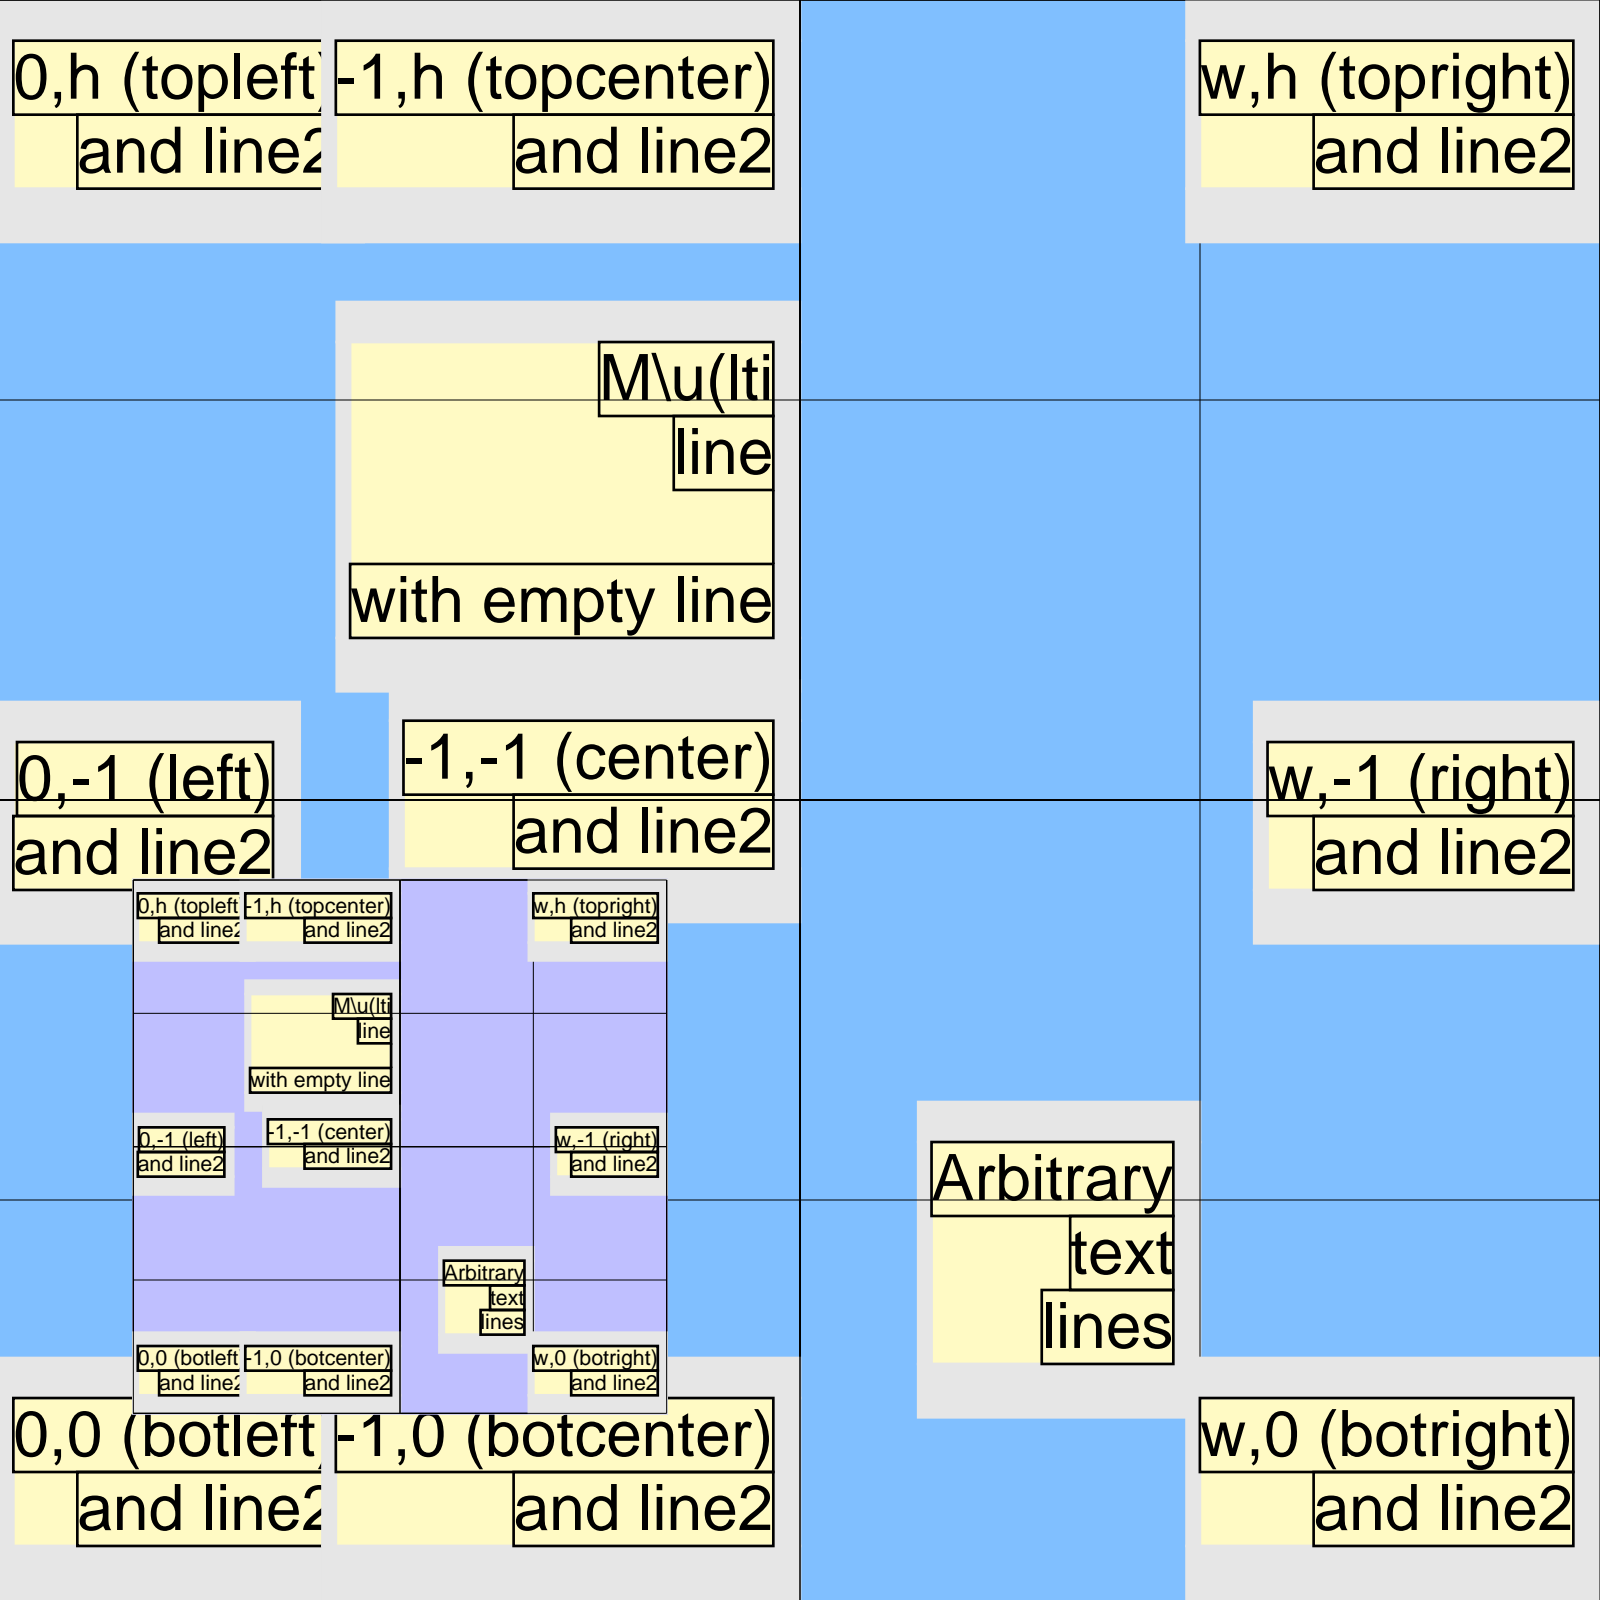 0,h (topleft)
and line2
-1,h (topcenter)
and line2
w,h (topright)
and line2
M\u(lti
line
with empty line
0,-1 (left)
and line2
-1,-1 (center)
and line2
w,-1 (right)
and line2
0,h (topleft
and line2
-1,h (topcenter)
and line2
w,h (topright)
and line2
M\u(lti
line
with empty line
0,-1 (left)
and line2
-1,-1 (center)
and line2
w,-1 (right)
and line2
Arbitrary
text
lines
0,0 (botleft
and line2
-1,0 (botcenter)
and line2
w,0 (botright)
and line2
Arbitrary
text
lines
0,0 (botleft
and line2
-1,0 (botcenter)
and line2
w,0 (botright)
and line2